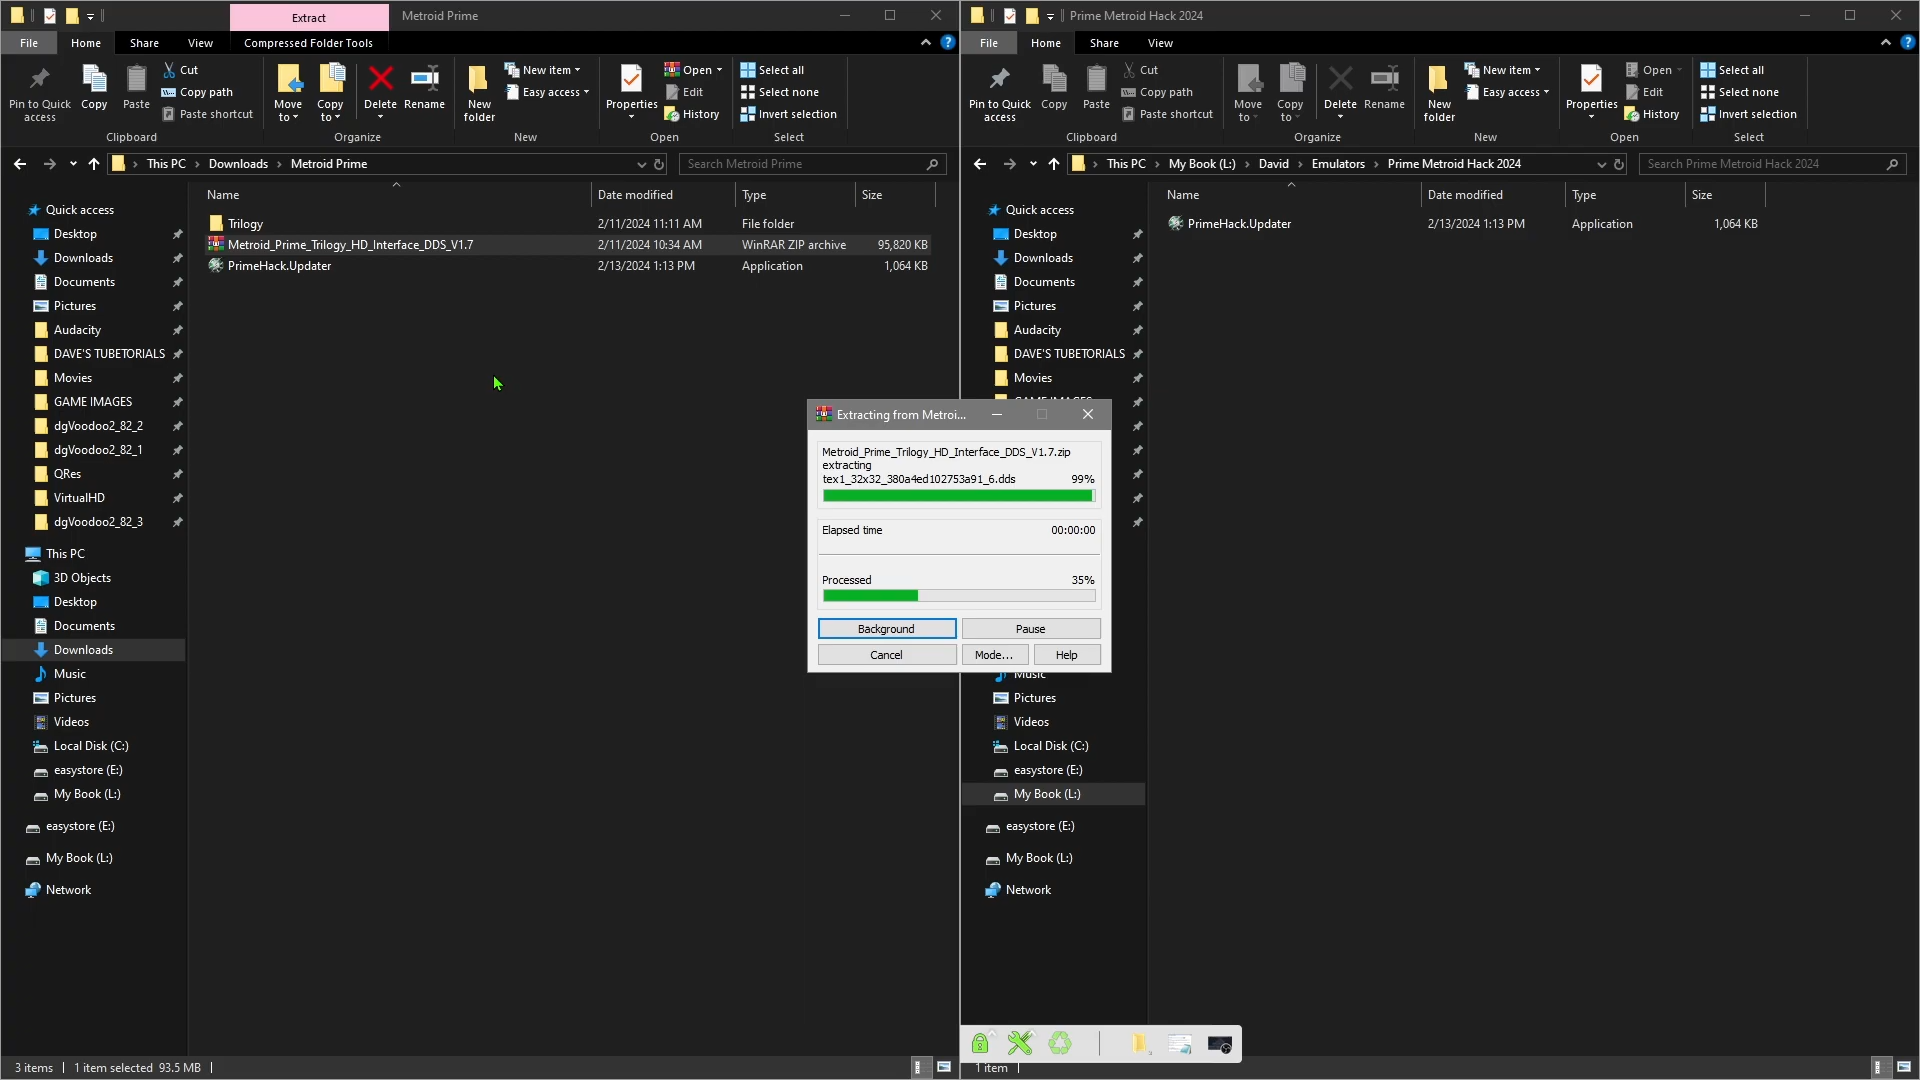 Extract
Metroid Prime
File
Home
Share
View
Compressed Folder Tools
Pin to Quick access
Copy
Paste
Cut
Copy path
Paste shortcut
Move to
Copy to
Delete
Rename
New folder
New item
Easy access
Properties
Open
Edit
History
Select all
Select none
Invert selection
Clipboard
Organize
New
Open
Select
This PC
Downloads
Metroid Prime
Search Metroid Prime
Name
Date modified
Type
Size
Trilogy 2/11/2024 11:11 AM File folder
Metroid_Prime_Trilogy_HD_Interface_DDS_V1.7 2/11/2024 10:34 AM WinRAR ZIP archive 95,820 KB
PrimeHack.Updater 2/13/2024 1:13 PM Application 1,064 KB
Quick access
Desktop
Downloads
Documents
Pictures
Audacity
DAVE'S TUBETORIALS
Movies
GAME IMAGES
dgVoodoo2_82_2
dgVoodoo2_82_1
QRes
VirtualHD
dgVoodoo2_82_3
This PC
3D Objects
Desktop
Documents
Downloads
Music
Pictures
Videos
Local Disk (C:)
easystore (E:)
My Book (L:)
easystore (E:)
My Book (L:)
Network
3 items
1 item selected 93.5 MB
Prime Metroid Hack 2024
File
Home
Share
View
Pin to Quick access
Copy
Paste
Cut
Copy path
Paste shortcut
Move to
Copy to
Delete
Rename
New folder
New item
Easy access
Properties
Open
Edit
History
Select all
Select none
Invert selection
Clipboard
Organize
New
Open
Select
This PC
My Book (L:)
David
Emulators
Prime Metroid Hack 2024
Search Prime Metroid Hack 2024
Name
Date modified
Type
Size
PrimeHack.Updater 2/13/2024 1:13 PM Application 1,064 KB
Quick access
Desktop
Downloads
Documents
Pictures
Audacity
DAVE'S TUBETORIALS
Movies
Music
Pictures
Videos
Local Disk (C:)
easystore (E:)
My Book (L:)
easystore (E:)
My Book (L:)
Network
1 item
Extracting from Metroi...
Metroid_Prime_Trilogy_HD_Interface_DDS_V1.7.zip
extracting
tex1_32x32_380a4ed102753a91_6.dds 99%
Elapsed time 00:00:00
Processed 35%
Background
Pause
Cancel
Mode...
Help